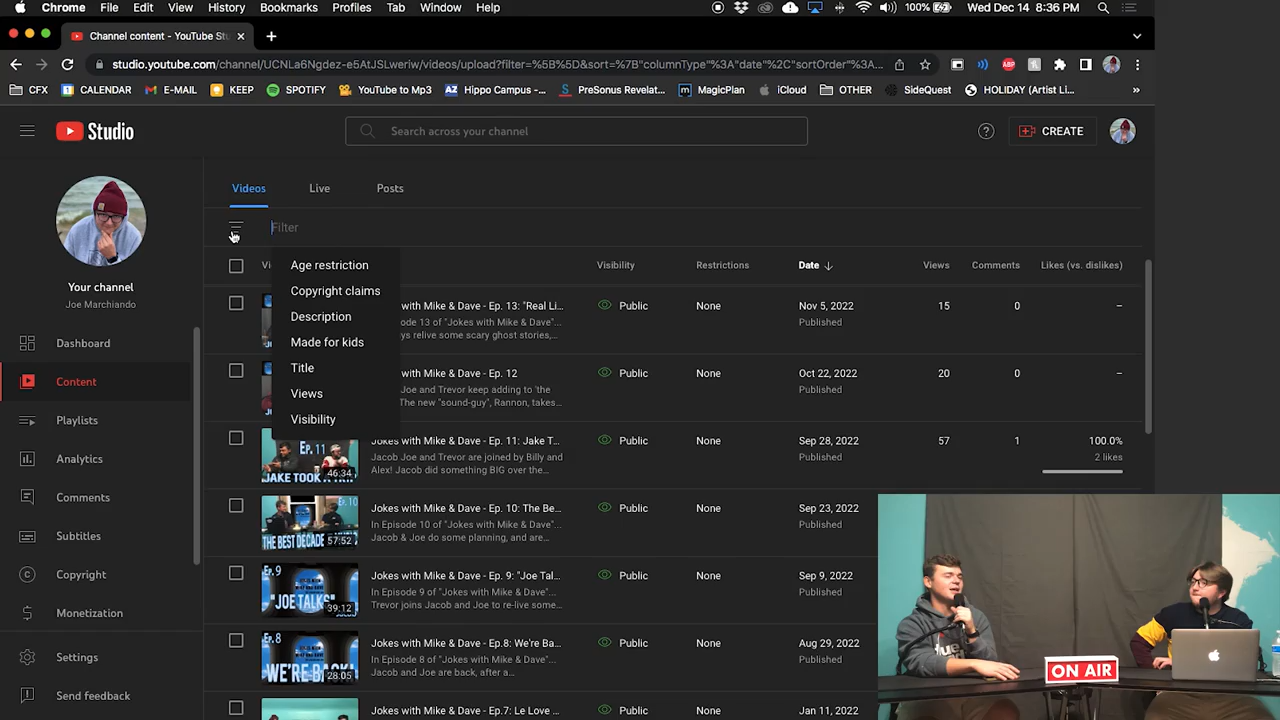 Chrome File Edit View History Bookmarks Profiles Tab Window Help 100% Wed Dec 14 8:36 PM
Channel content - YouTube Stu
studio.youtube.com/channel/UCNLa6Ngdez-e5AtJSLweriw/videos/upload?filter=%5B%5D&sort=%7B"columnType"%3A"date"%2C"sortOrder"%3A...
CFX CALENDAR E-MAIL KEEP SPOTIFY YouTube to Mp3 Hippo Campus -... PreSonus Revelat... MagicPlan iCloud OTHER SideQuest HOLIDAY (Artist Li... »
Studio
Search across your channel
CREATE
Your channel
Joe Marchiando
Dashboard
Content
Playlists
Analytics
Comments
Subtitles
Copyright
Monetization
Settings
Send feedback
Videos Live Posts
Filter
Age restriction
Copyright claims
Description
Made for kids
Title
Views
Visibility
Visibility Restrictions Date Views Comments Likes (vs. dislikes)
with Mike & Dave - Ep. 13: "Real Li... Public None Nov 5, 2022 15 0 –
ode 13 of "Jokes with Mike & Dave"... Published
ys relive some scary ghost stories,
with Mike & Dave - Ep. 12 Public None Oct 22, 2022 20 0 –
Joe and Trevor keep adding to 'the Published
The new "sound-guy", Rannon, takes...
Jokes with Mike & Dave - Ep. 11: Jake T... Public None Sep 28, 2022 57 1 100.0%
Jacob Joe and Trevor are joined by Billy and Published 2 likes
Alex! Jacob did something BIG over the
EP. 11
JAKE TOOK A
46:34
Jokes with Mike & Dave - Ep. 10: The Be... Public None Sep 23, 2022
In Episode 10 of "Jokes with Mike & Dave"... Published
Jacob & Joe do some planning, and are...
EP. 10
THE BEST DECADE
57:52
Jokes with Mike & Dave - Ep. 9: "Joe Tal... Public None Sep 9, 2022
In Episode 9 of "Jokes with Mike & Dave"... Published
Trevor joins Jacob and Joe to re-live some...
EP.9
"JOE TALKS"
39:12
Jokes with Mike & Dave - Ep.8: We're Ba... Public None Aug 29, 2022
In Episode 8 of "Jokes with Mike & Dave"... Published
Jacob and Joe are back, after a...
EP.8
WE'RE BACK!
28:05
Jokes with Mike & Dave - Ep.7: Le Love ... Public None Jan 11, 2022
ON AIR